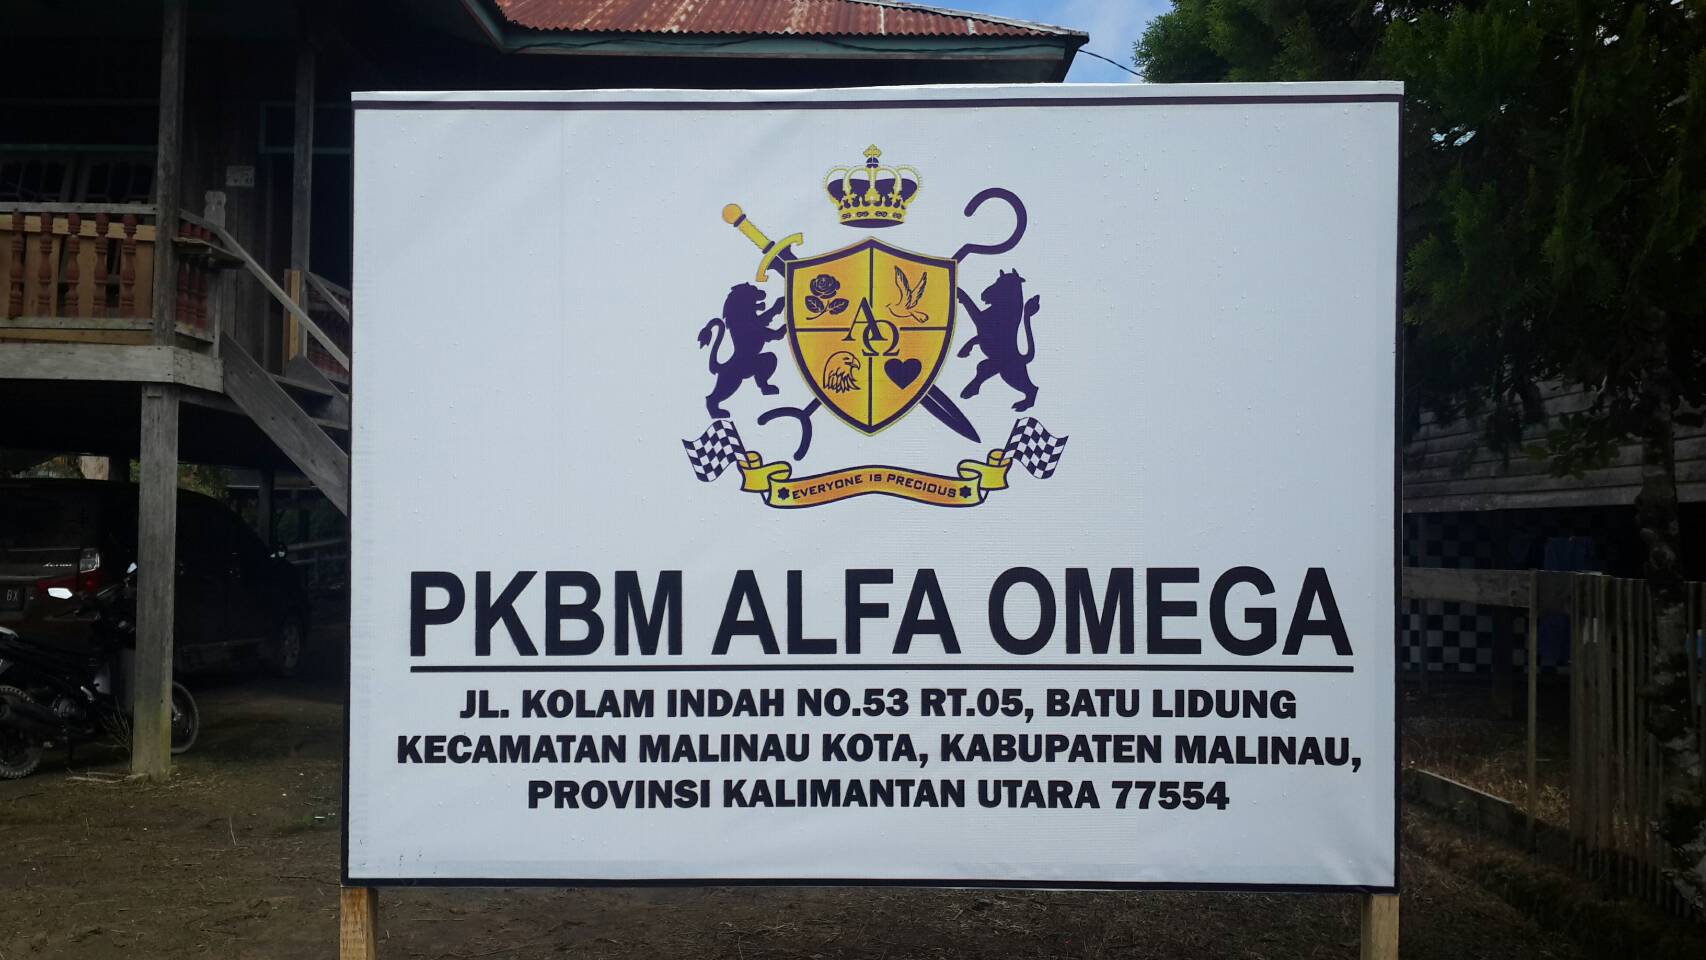 ΑΩ
EVERYONE IS PRECIOUS
PKBM ALFA OMEGA
JL. KOLAM INDAH NO.53 RT.05, BATU LIDUNG
KECAMATAN MALINAU KOTA, KABUPATEN MALINAU,
PROVINSI KALIMANTAN UTARA 77554